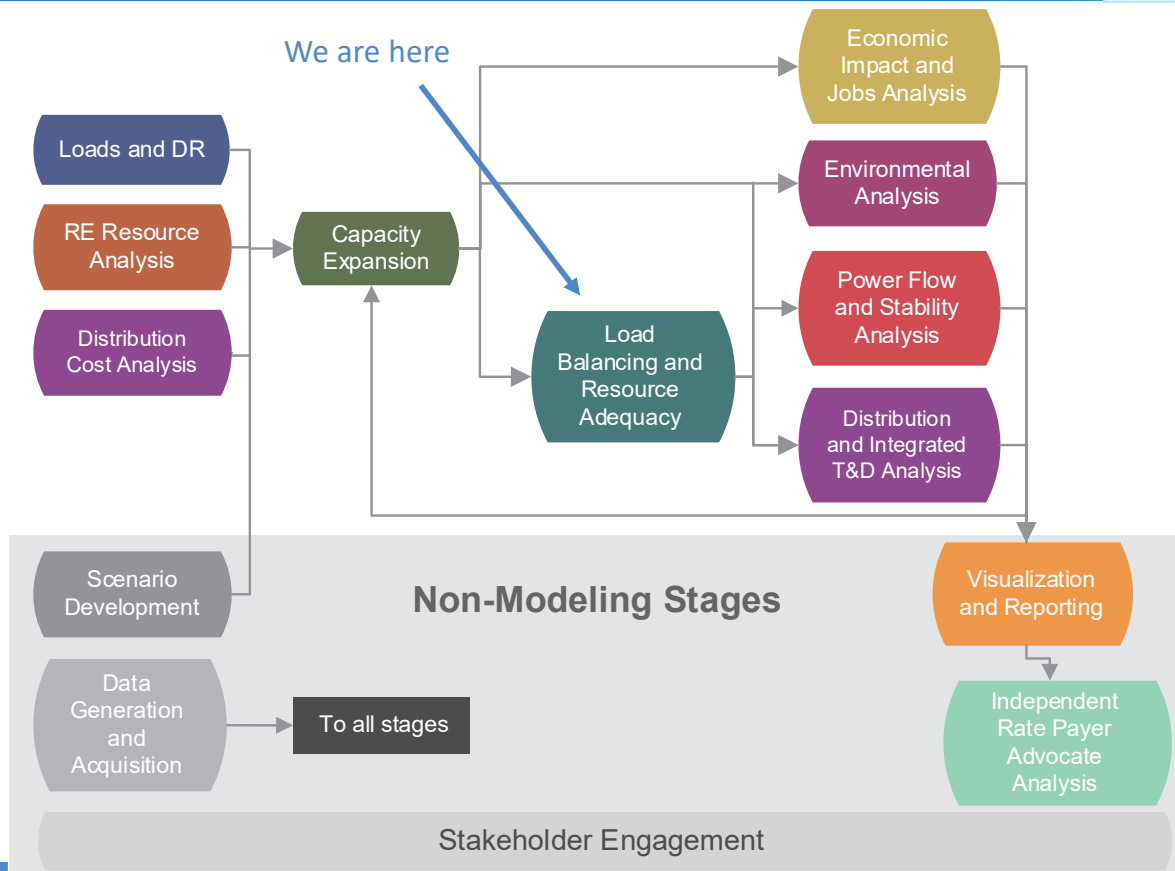 We are here
Economic
Impact and
Jobs Analysis
Loads and DR
Environmental
Analysis
RE Resource
Analysis
Capacity
Expansion
Power Flow
and Stability
Analysis
Distribution
Cost Analysis
Load
Balancing and
Resource
Adequacy
Distribution
and Integrated
T&D Analysis
Scenario
Development
Non-Modeling Stages
Visualization
and Reporting
Data
Generation
and
Acquisition
To all stages
Independent
Rate Payer
Advocate
Analysis
Stakeholder Engagement